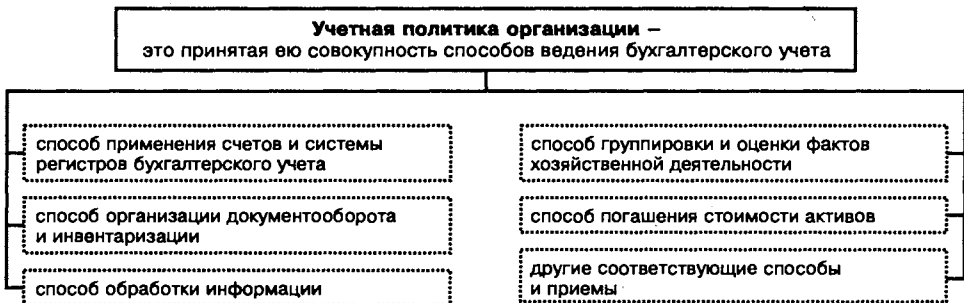 Учетная политика организации –
это принятая ею совокупность способов ведения бухгалтерского учета
способ применения счетов и системы
регистров бухгалтерского учета
способ организации документооборота
и инвентаризации
способ обработки информации
способ группировки и оценки фактов
хозяйственной деятельности
способ погашения стоимости активов
другие соответствующие способы
и приемы